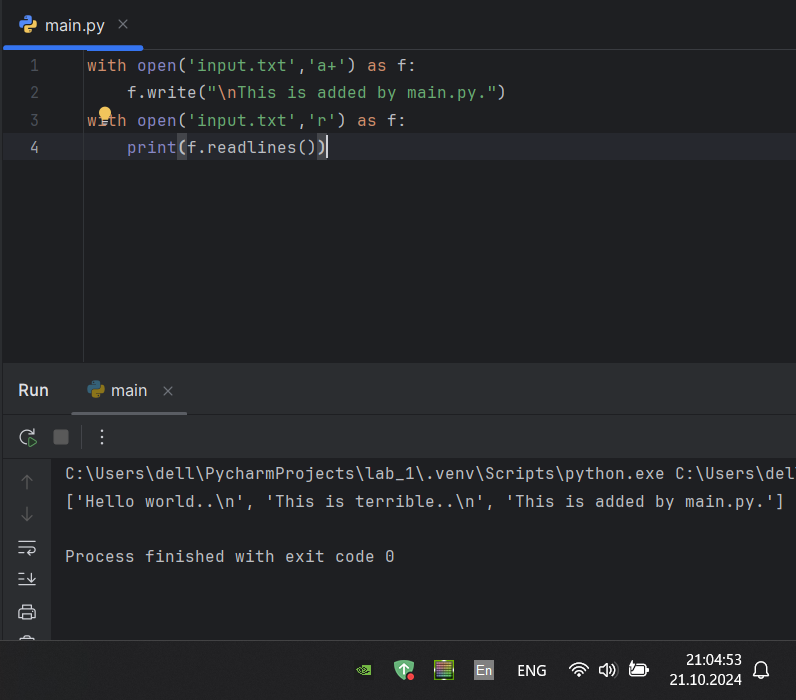 main.py
1 with open('input.txt','a+') as f:
2     f.write("\nThis is added by main.py.")
3 with open('input.txt','r') as f:
4     print(f.readlines())
Run main
C:\Users\dell\PycharmProjects\lab_1\.venv\Scripts\python.exe C:\Users\del
['Hello world..\n', 'This is terrible..\n', 'This is added by main.py.']
Process finished with exit code 0
En ENG 21:04:53
21.10.2024